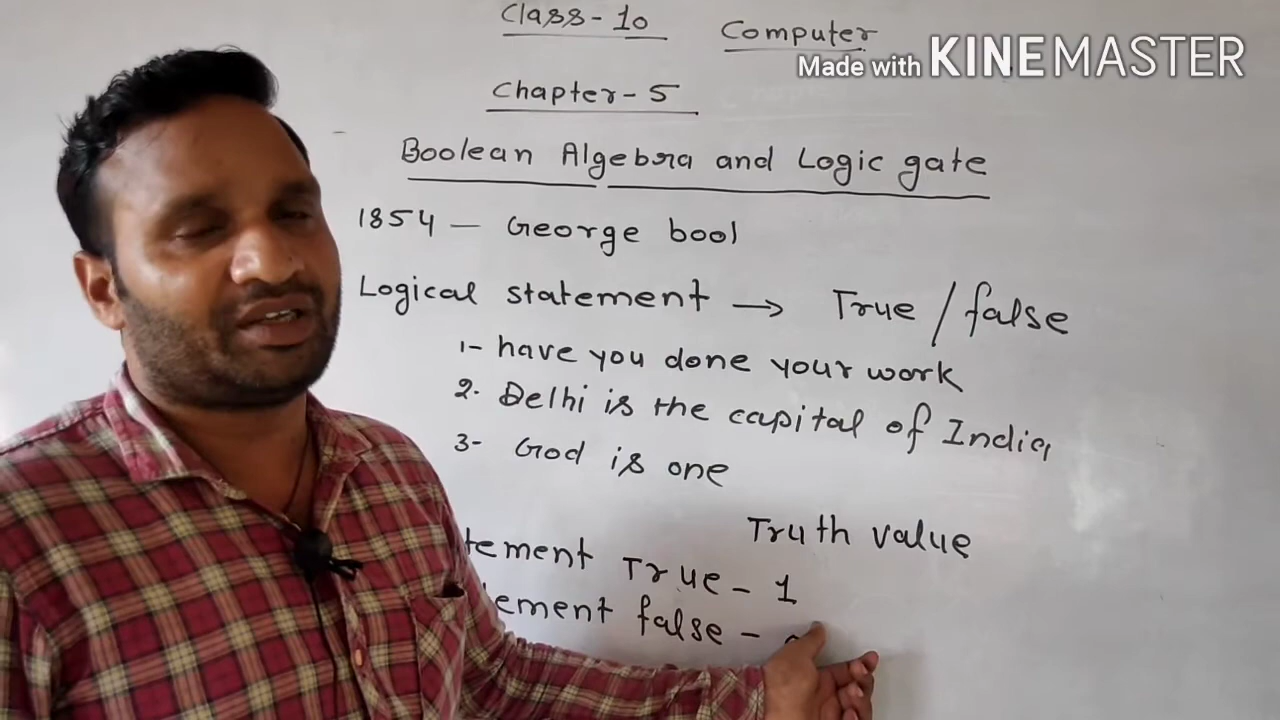 Class-10 Computer
Made with KINEMASTER
Chapter-5
Boolean Algebra and Logic gate
1854 — George bool
Logical statement → True / false
1- have you done your work
2. Delhi is the capital of India
3- God is one
Truth value
tement True - 1
ement false -